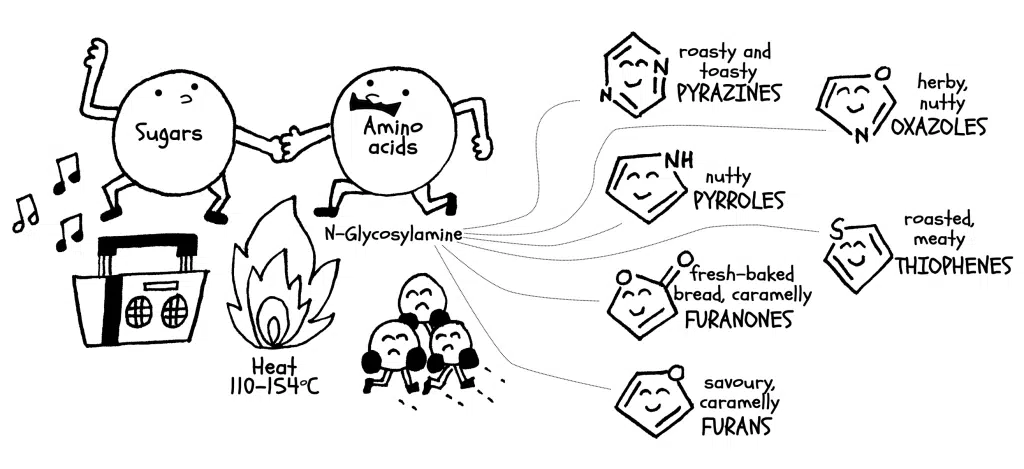 Sugars
Amino
acids
N-Glycosylamine
Heat
110-154°C
N
N
roasty and
toasty
PYRAZINES
O
N
herby,
nutty
OXAZOLES
NH
nutty
PYRROLES
S
roasted,
meaty
THIOPHENES
O
O
fresh-baked
bread, caramelly
FURANONES
O
savoury,
caramelly
FURANS